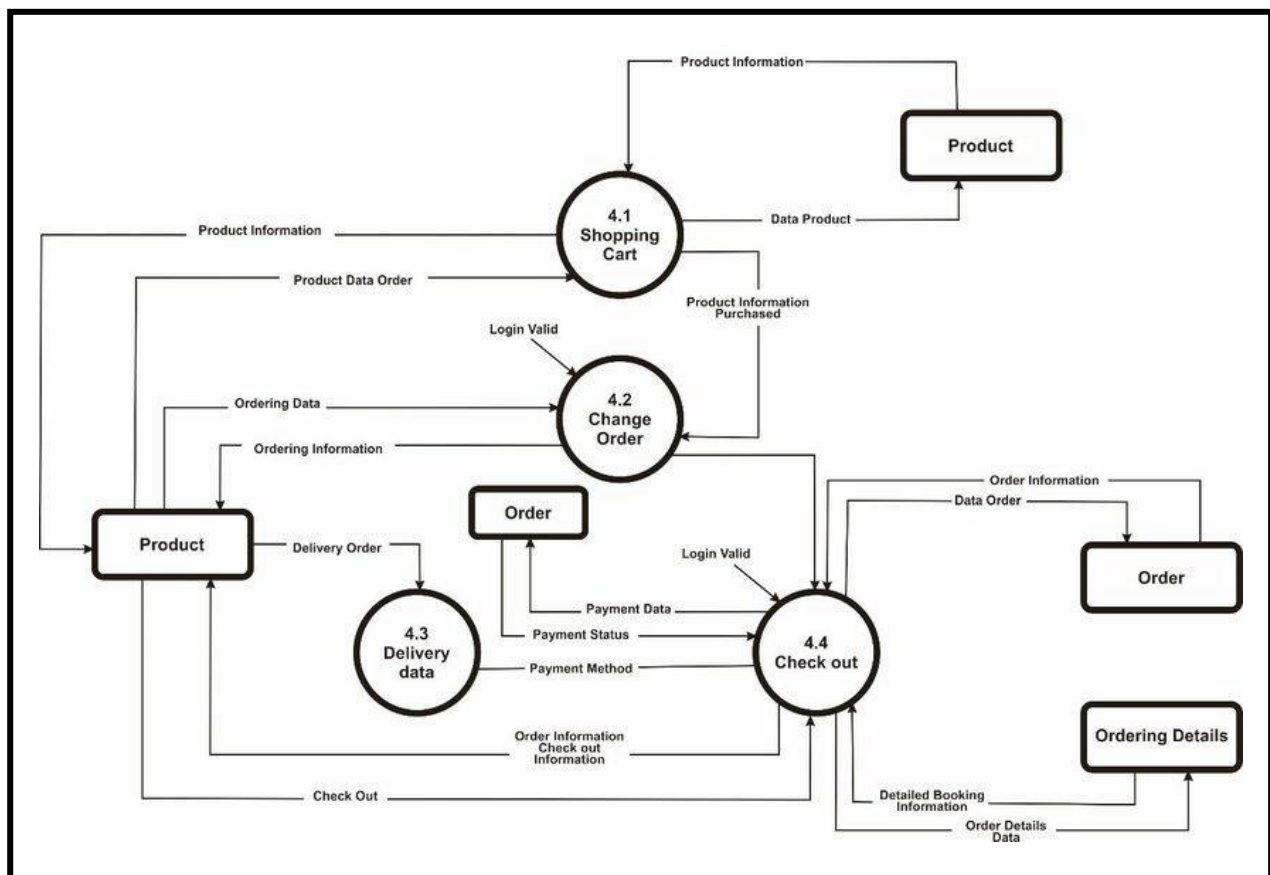 Product Information
Product
4.1
Shopping
Cart
Data Product
Product Information
Product Data Order
Product Information
Purchased
Login Valid
4.2
Change
Order
Ordering Data
Ordering Information
Order Information
Data Order
Order
Product
Delivery Order
Login Valid
Order
Payment Data
Payment Status
4.3
Delivery
data
4.4
Check out
Payment Method
Ordering Details
Order Information
Check out
Information
Check Out
Detailed Booking
Information
Order Details
Data